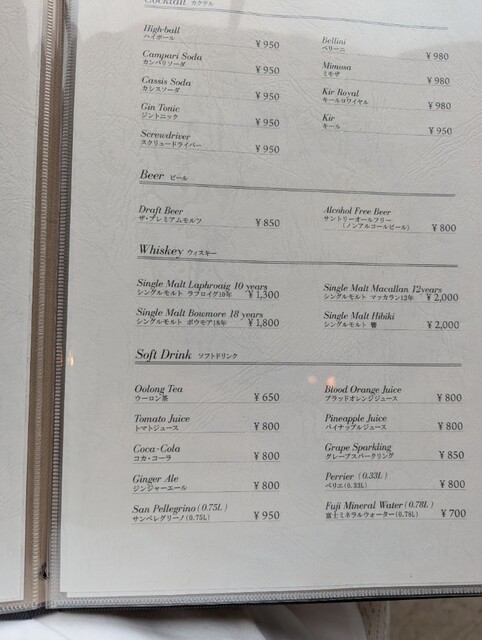 Cocktail カクテル
High-ball
ハイボール ¥ 950
Campari Soda
カンパリソーダ ¥ 950
Cassis Soda
カシスソーダ ¥ 950
Gin Tonic
ジントニック ¥ 950
Screwdriver
スクリュードライバー ¥ 950
Bellini
ベリーニ ¥ 980
Mimosa
ミモザ ¥ 980
Kir Royal
キールロワイヤル ¥ 980
Kir
キール ¥ 950
Beer ビール
Draft Beer
ザ・プレミアムモルツ ¥ 850
Alcohol Free Beer
サントリーオールフリー
(ノンアルコールビール) ¥ 800
Whiskey ウィスキー
Single Malt Laphroaig 10 years
シングルモルト ラフロイグ10年 ¥ 1,300
Single Malt Bowmore 18 years
シングルモルト ボウモア18年 ¥ 1,800
Single Malt Macallan 12years
シングルモルト マッカラン12年 ¥ 2,000
Single Malt Hibiki
シングルモルト 響 ¥ 2,000
Soft Drink ソフトドリンク
Oolong Tea
ウーロン茶 ¥ 650
Tomato Juice
トマトジュース ¥ 800
Coca-Cola
コカ・コーラ ¥ 800
Ginger Ale
ジンジャーエール ¥ 800
San Pellegrino (0.75L)
サンペレグリーノ(0.75L) ¥ 950
Blood Orange Juice
ブラッドオレンジジュース ¥ 800
Pineapple Juice
パイナップルジュース ¥ 800
Grape Sparkling
グレープスパークリング ¥ 850
Perrier (0.33L)
ペリエ(0.33L) ¥ 800
Fuji Mineral Water (0.78L)
富士ミネラルウォーター(0.78L) ¥ 700